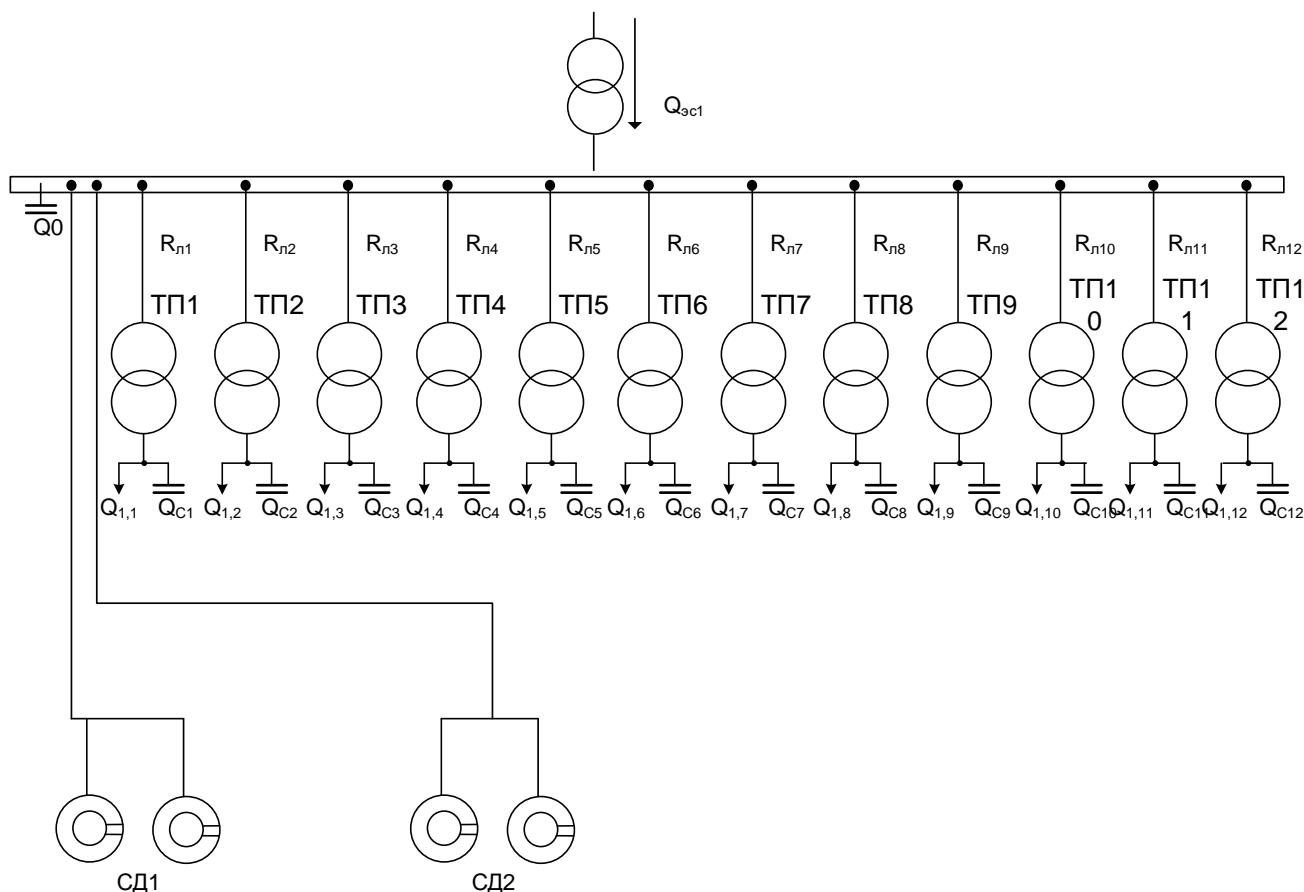 Qэс1
Q0
Rл1 Rл2 Rл3 Rл4 Rл5 Rл6 Rл7 Rл8 Rл9 Rл10 Rл11 Rл12
ТП1 ТП2 ТП3 ТП4 ТП5 ТП6 ТП7 ТП8 ТП9 ТП1 ТП1 ТП1
0 1 2
Q1,1 QC1 Q1,2 QC2 Q1,3 QC3 Q1,4 QC4 Q1,5 QC5 Q1,6 QC6 Q1,7 QC7 Q1,8 QC8 Q1,9 QC9 Q1,10 QC10 Q1,11 QC11 Q1,12 QC12
СД1 СД2